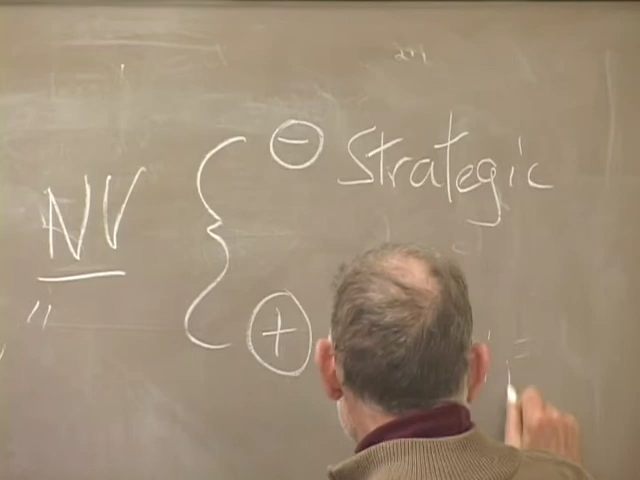 NV { ⊖ Strategic
"
⊕